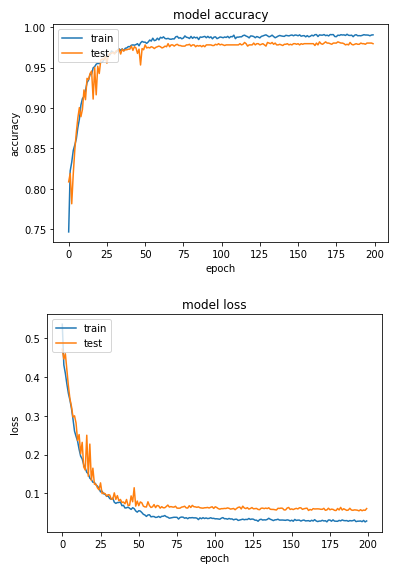 model accuracy
1.00
0.95
0.90
0.85
0.80
0.75
accuracy
train
test
0 25 50 75 100 125 150 175 200
epoch
model loss
0.5
0.4
0.3
0.2
0.1
loss
train
test
0 25 50 75 100 125 150 175 200
epoch